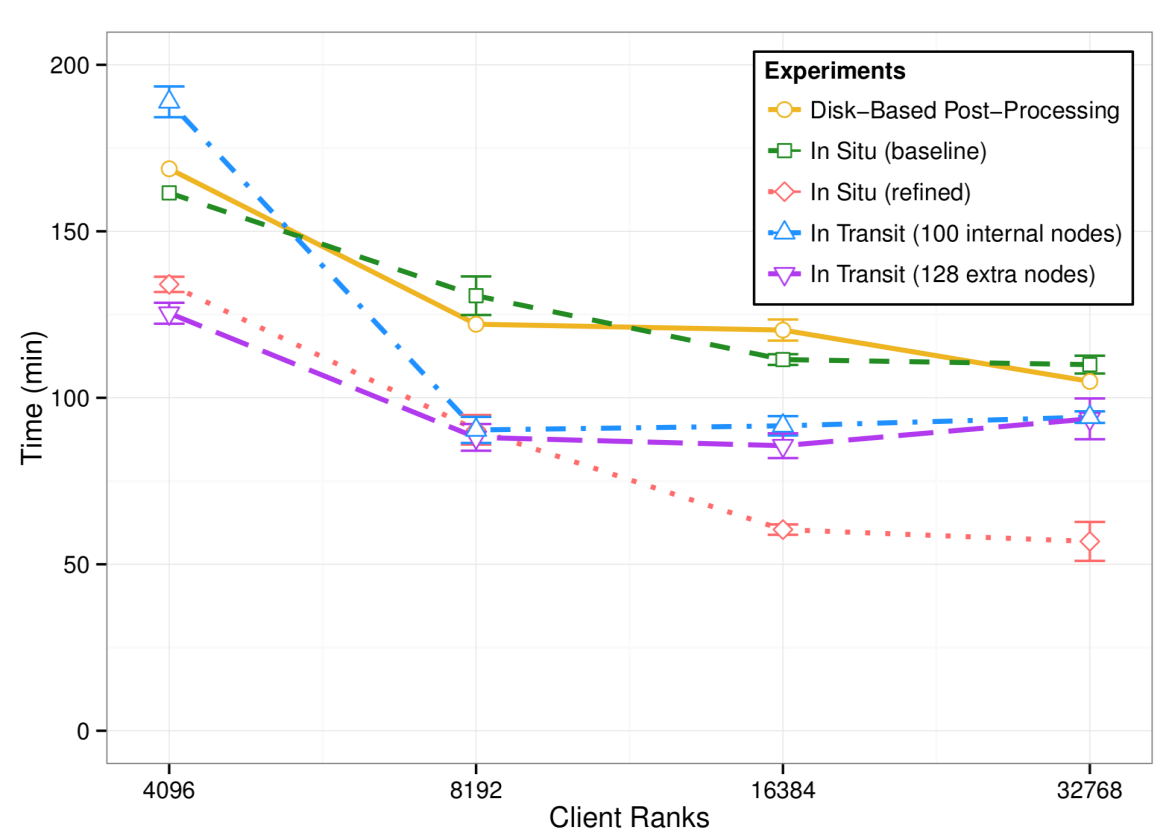 200
150
100
50
0
Time (min)
Experiments
Disk−Based Post−Processing
In Situ (baseline)
In Situ (refined)
In Transit (100 internal nodes)
In Transit (128 extra nodes)
4096
8192
16384
32768
Client Ranks